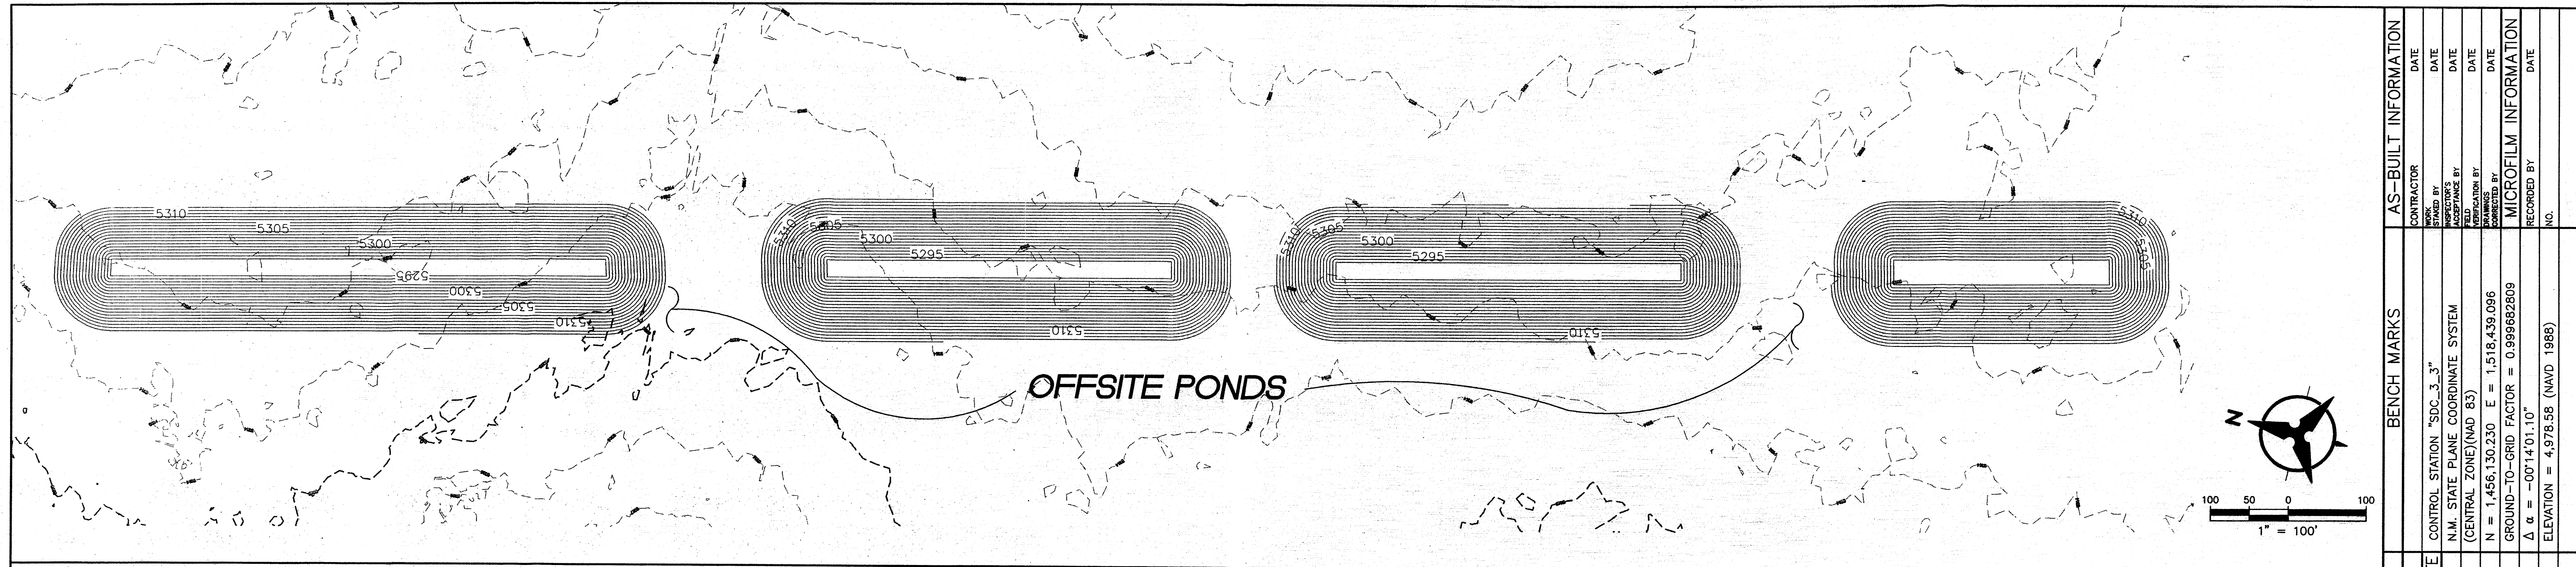 5310
5305
5300
5295
5300
5305
5310
5310
5305
5300
5295
5310
5310
5305
5300
5295
5310
5310
5305
OFFSITE PONDS
N
100 50 0 100
1" = 100'
AS-BUILT INFORMATION
CONTRACTOR DATE
WORK
STAKED BY DATE
INSPECTOR'S
ACCEPTANCE BY DATE
FIELD
VERIFICATION BY DATE
DRAWINGS
CORRECTED BY DATE
MICROFILM INFORMATION
RECORDED BY DATE
NO.
BENCH MARKS
CONTROL STATION "SDC_3_3"
N.M. STATE PLANE COORDINATE SYSTEM
(CENTRAL ZONE)(NAD 83)
N = 1,456,130.230 E = 1,518,439.096
GROUND-TO-GRID FACTOR = 0.999682809
Δ α = -00°14'01.10"
ELEVATION = 4,978.58 (NAVD 1988)